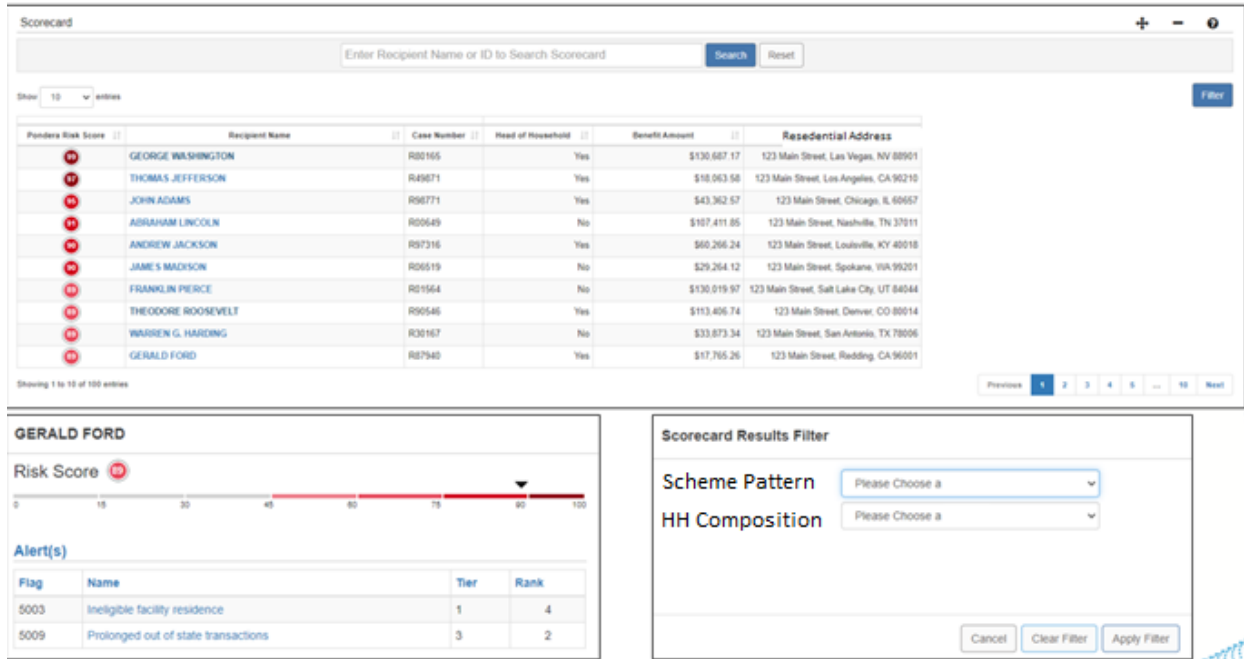 Scorecard
Enter Recipient Name or ID to Search Scorecard Search Reset
Show 10 entries Filter
Pondera Risk Score Recipient Name Case Number Head of Household Benefit Amount Resedential Address
99 GEORGE WASHINGTON R80165 Yes $130,687.17 123 Main Street, Las Vegas, NV 88901
97 THOMAS JEFFERSON R49871 Yes $18,063.58 123 Main Street, Los Angeles, CA 90210
95 JOHN ADAMS R98771 Yes $43,362.57 123 Main Street, Chicago, IL 60657
91 ABRAHAM LINCOLN R00649 No $107,411.85 123 Main Street, Nashville, TN 37011
90 ANDREW JACKSON R97316 Yes $60,266.24 123 Main Street, Louisville, KY 40018
90 JAMES MADISON R06519 No $29,264.12 123 Main Street, Spokane, WA 99201
89 FRANKLIN PIERCE R01564 No $130,019.97 123 Main Street, Salt Lake City, UT 84044
89 THEODORE ROOSEVELT R90546 Yes $113,406.74 123 Main Street, Denver, CO 80014
89 WARREN G. HARDING R30167 No $33,873.34 123 Main Street, San Antonio, TX 78006
89 GERALD FORD R87940 Yes $17,765.26 123 Main Street, Redding, CA 96001
Showing 1 to 10 of 100 entries Previous 1 2 3 4 5 ... 10 Next
GERALD FORD
Risk Score 89
0 15 30 45 60 75 90 100
Alert(s)
Flag Name Tier Rank
5003 Ineligible facility residence 1 4
5009 Prolonged out of state transactions 3 2
Scorecard Results Filter
Scheme Pattern Please Choose a
HH Composition Please Choose a
Cancel Clear Filter Apply Filter